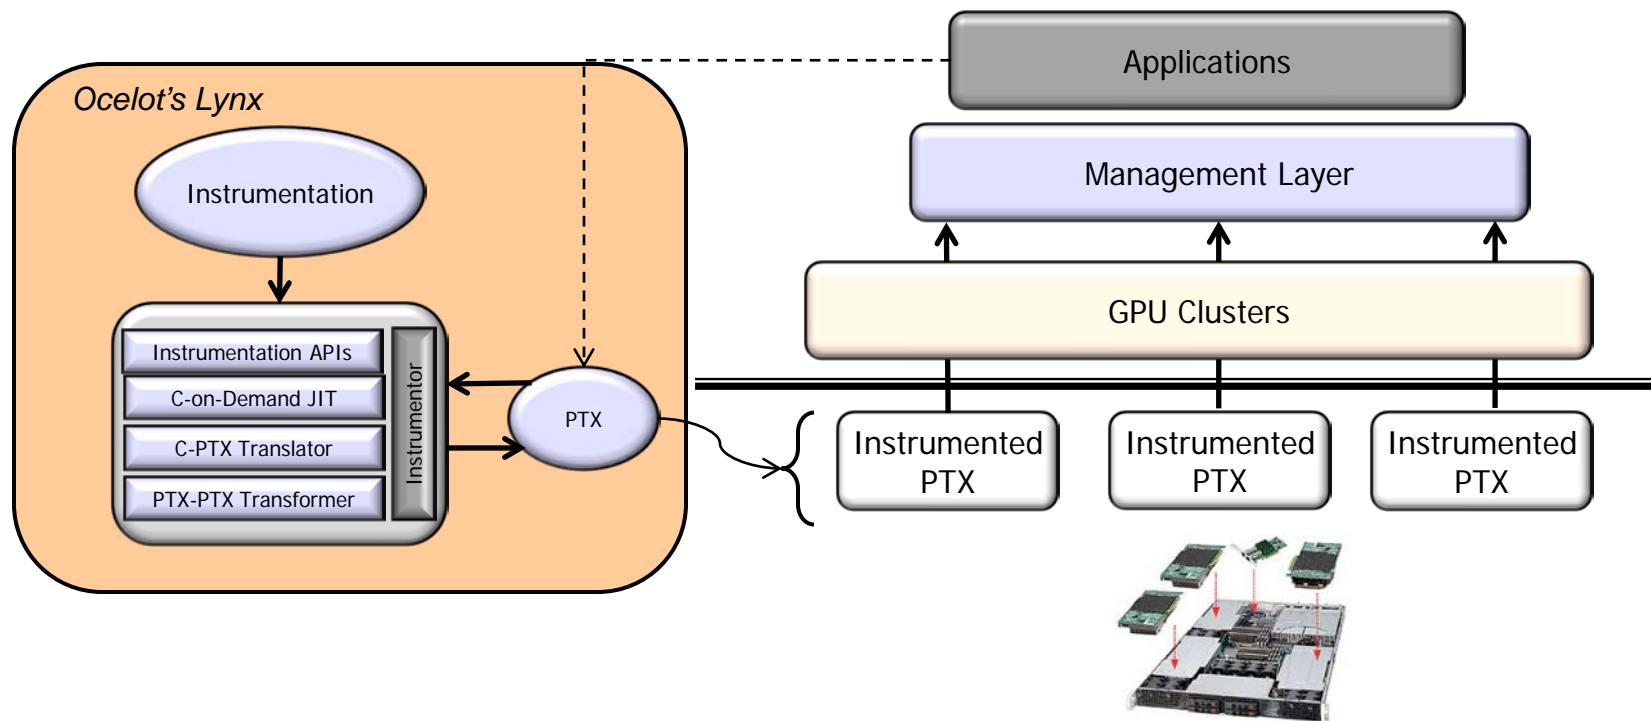 Applications
Ocelot's Lynx
Management Layer
Instrumentation
GPU Clusters
Instrumentation APIs
C-on-Demand JIT
C-PTX Translator
PTX-PTX Transformer
Instrumentor
PTX
Instrumented
PTX
Instrumented
PTX
Instrumented
PTX